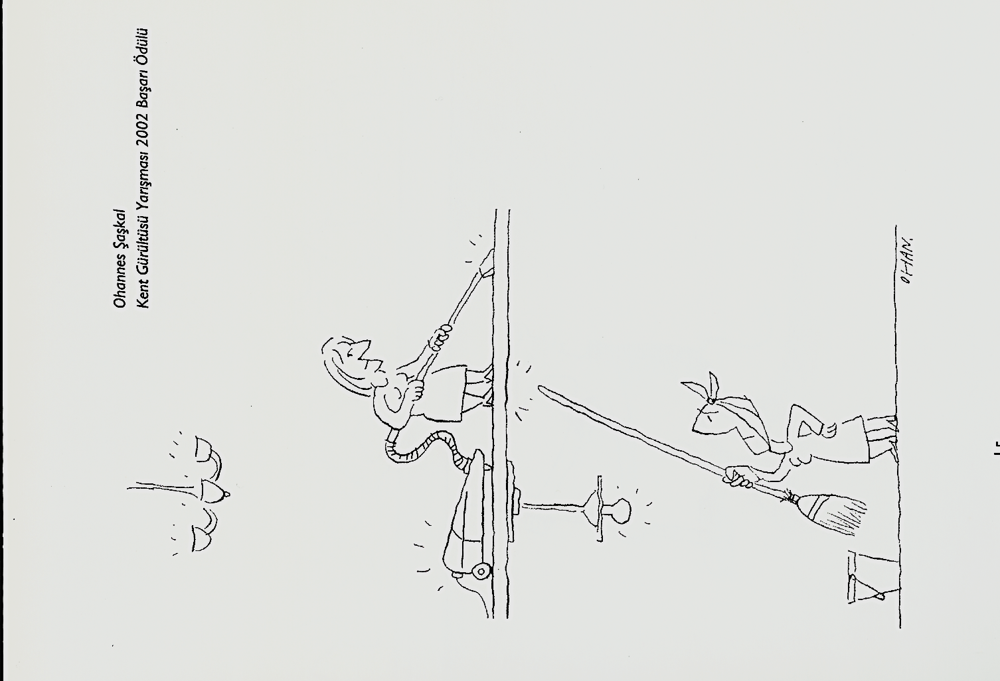 Ohannes Şaşkal
Kent Gürültüsü Yarışması 2002 Başarı Ödülü
OHAN.